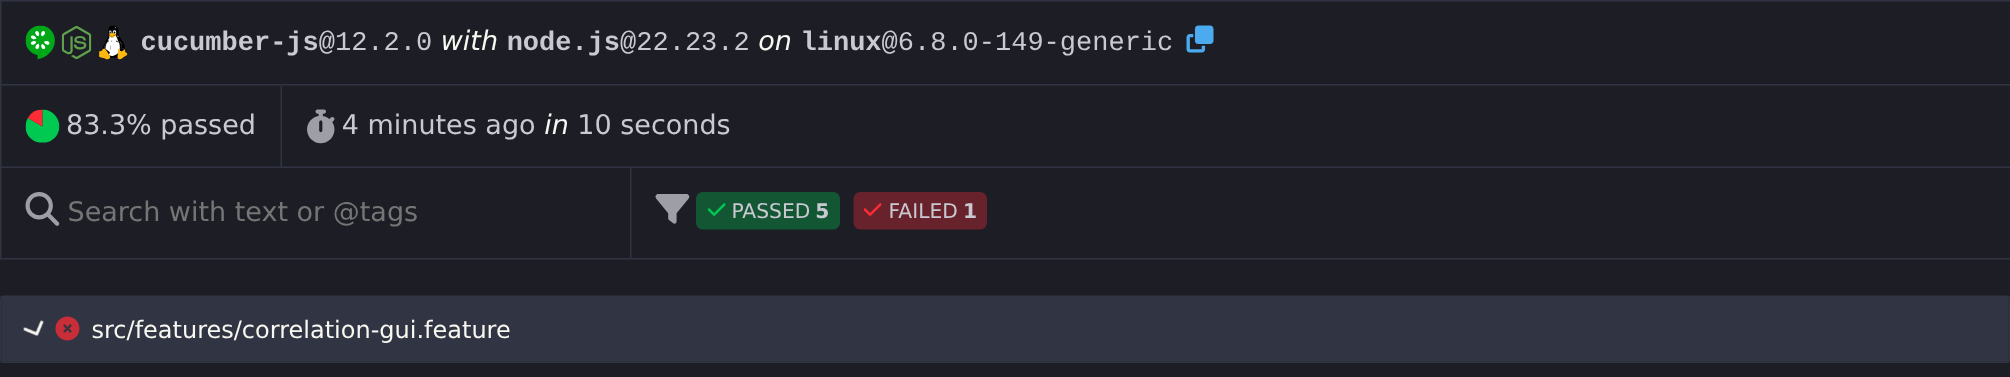 JS cucumber-js@12.2.0 with node.js@22.23.2 on linux@6.8.0-149-generic
83.3% passed 4 minutes ago in 10 seconds
Search with text or @tags PASSED 5 FAILED 1
src/features/correlation-gui.feature